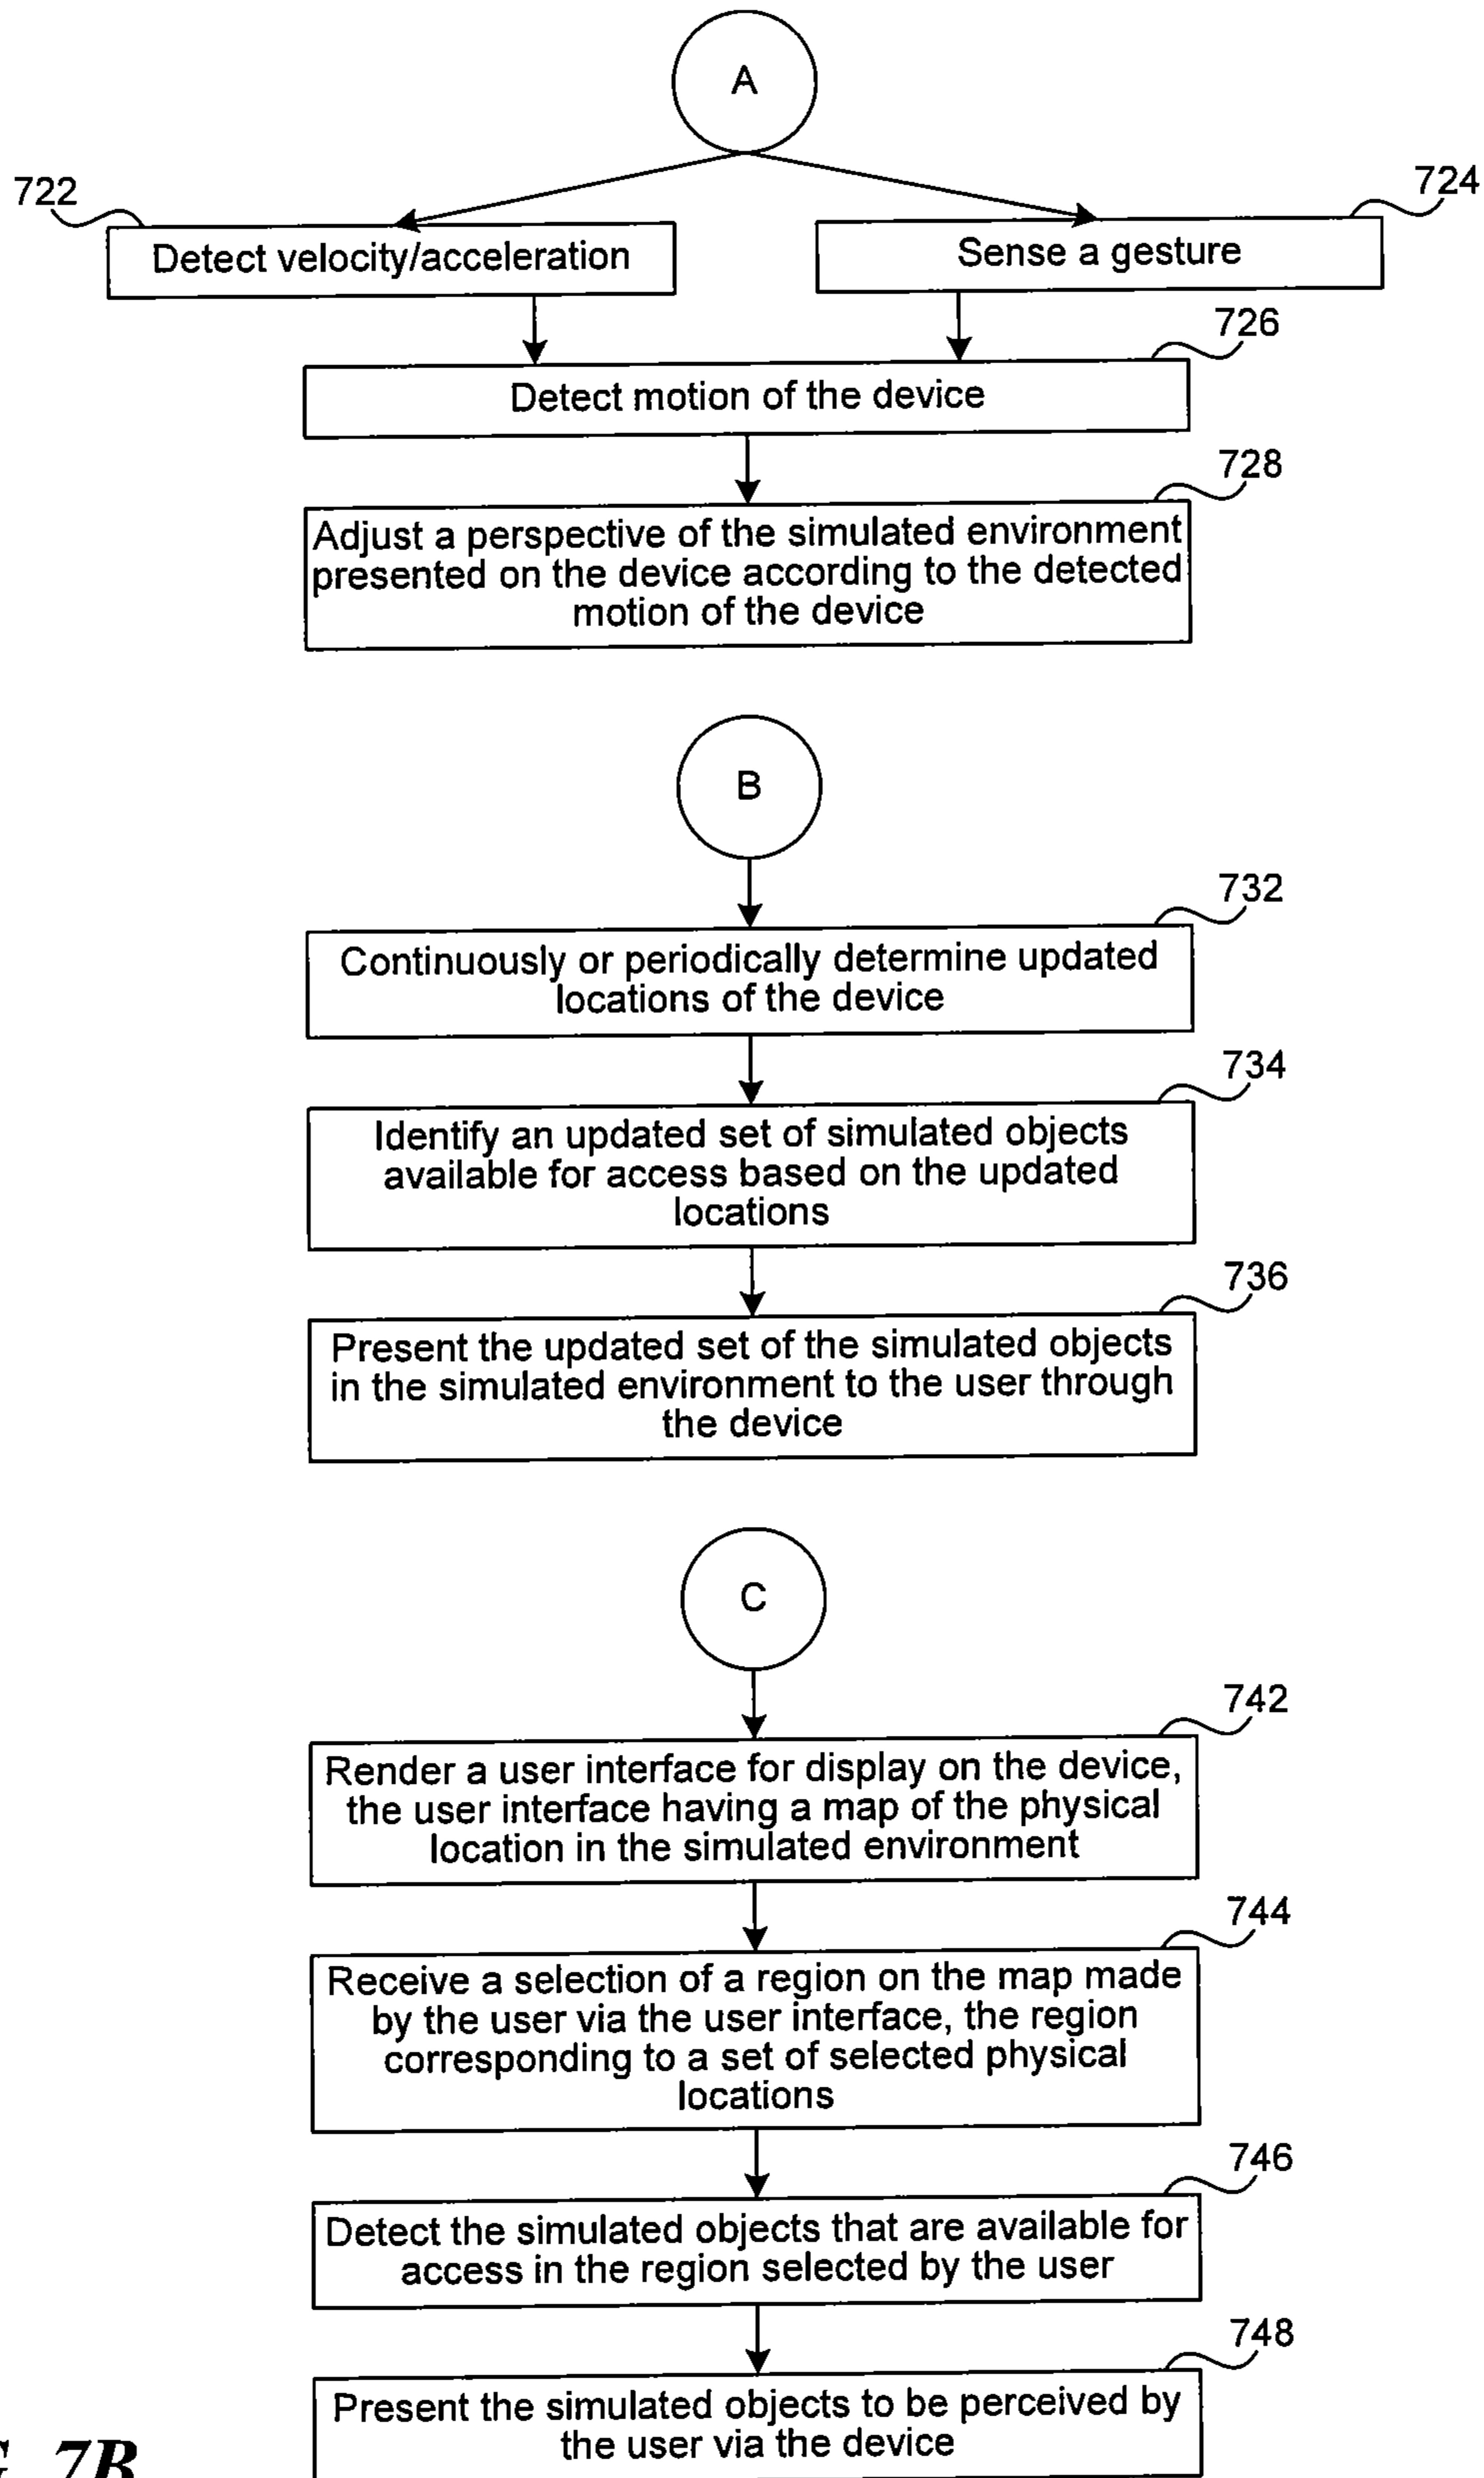 A
722
724
Detect velocity/acceleration
Sense a gesture
726
Detect motion of the device
728
Adjust a perspective of the simulated environment
presented on the device according to the detected
motion of the device
B
732
Continuously or periodically determine updated
locations of the device
734
Identify an updated set of simulated objects
available for access based on the updated
locations
736
Present the updated set of the simulated objects
in the simulated environment to the user through
the device
C
742
Render a user interface for display on the device,
the user interface having a map of the physical
location in the simulated environment
744
Receive a selection of a region on the map made
by the user via the user interface, the region
corresponding to a set of selected physical
locations
746
Detect the simulated objects that are available for
access in the region selected by the user
748
Present the simulated objects to be perceived by
the user via the device
7B